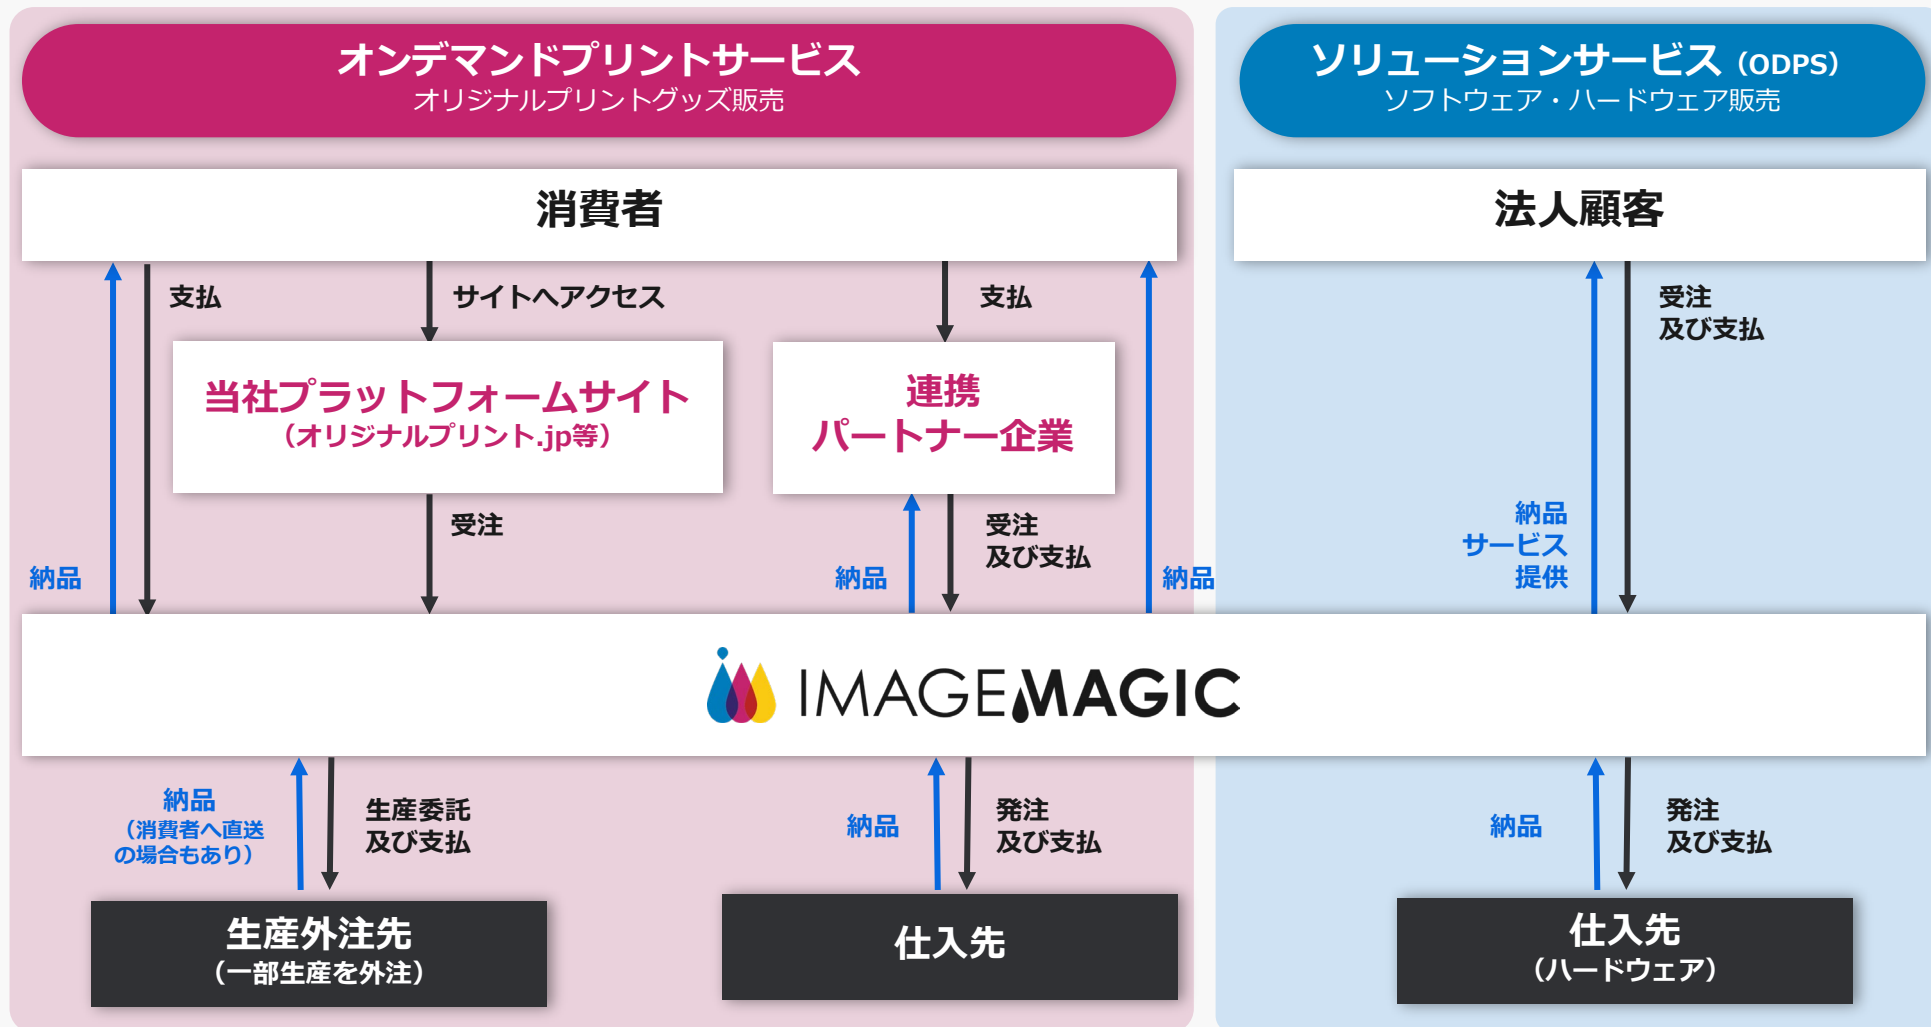 オンデマンドプリントサービス
オリジナルプリントグッズ販売
ソリューションサービス（ODPS）
ソフトウェア・ハードウェア販売
消費者
法人顧客
支払
サイトへアクセス
支払
受注
及び支払
当社プラットフォームサイト
（オリジナルプリント.jp等）
連携
パートナー企業
納品
受注
納品
受注
及び支払
納品
納品
サービス
提供
IMAGEMAGIC
納品
（消費者へ直送
の場合もあり）
生産委託
及び支払
納品
発注
及び支払
納品
発注
及び支払
生産外注先
（一部生産を外注）
仕入先
仕入先
（ハードウェア）